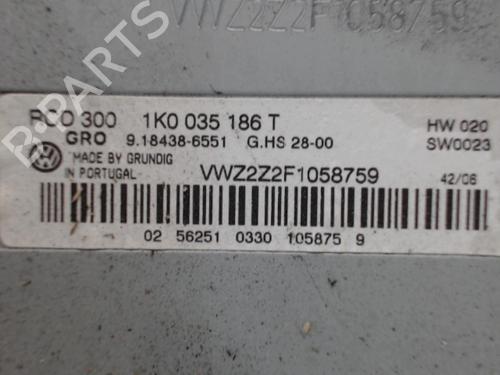 VWZ2Z2F1058759
RCD 300 1K0 035 186 T HW 020
GRO 9.18438-6551 G.HS 28-00 SW0023
MADE BY GRUNDIG
IN PORTUGAL VWZ2Z2F1058759 42/06
02 56251 0330 105875 9
B-PARTS